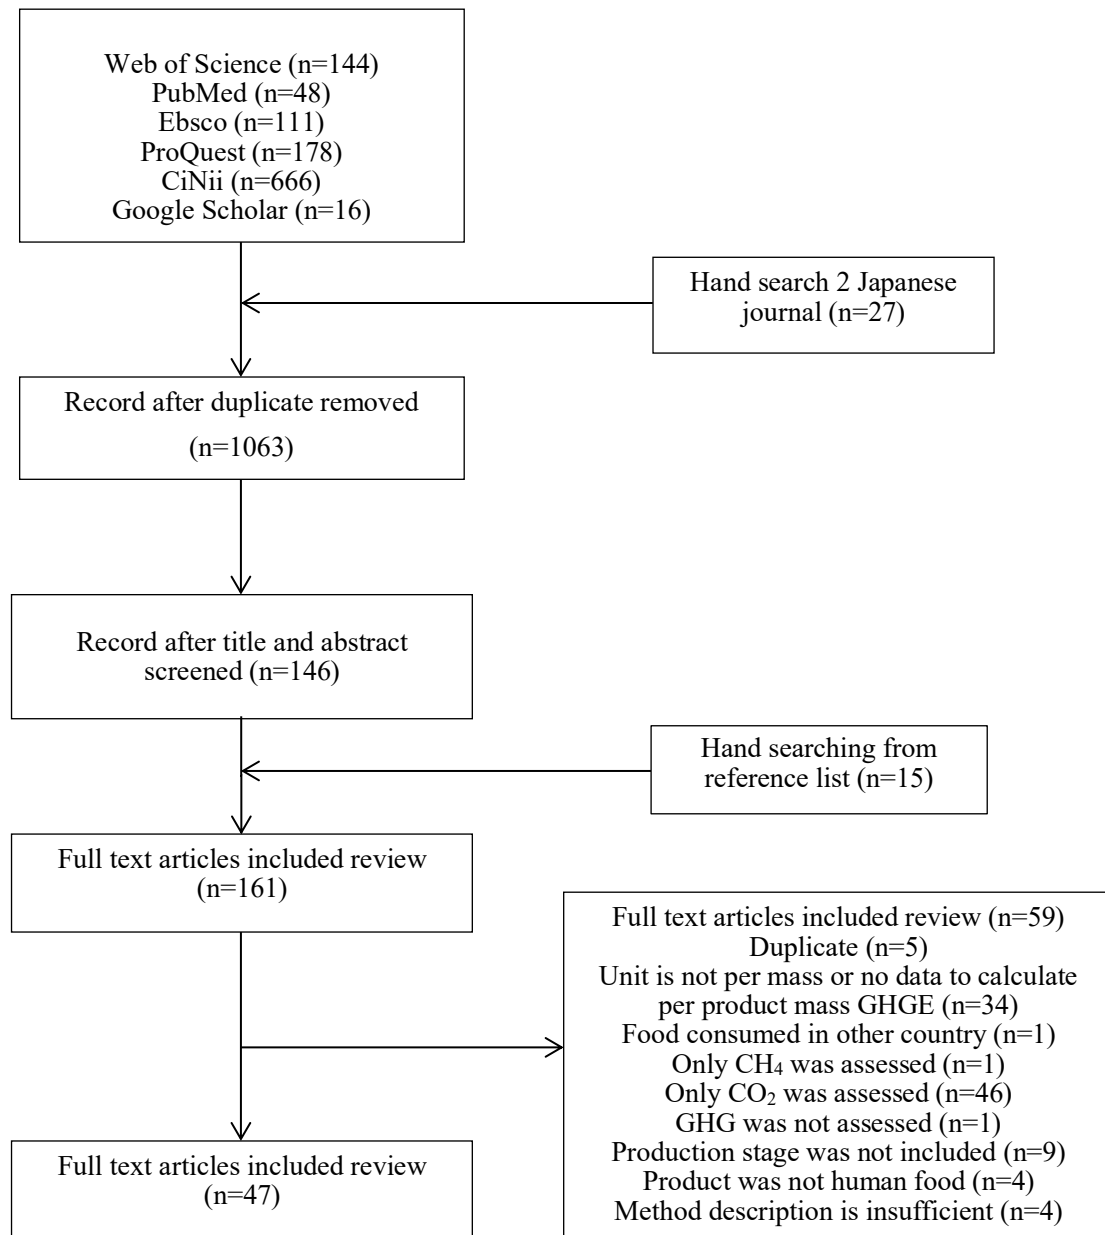 Web of Science (n=144)
PubMed (n=48)
Ebsco (n=111)
ProQuest (n=178)
CiNii (n=666)
Google Scholar (n=16)
Hand search 2 Japanese
journal (n=27)
Record after duplicate removed
(n=1063)
Record after title and abstract
screened (n=146)
Hand searching from
reference list (n=15)
Full text articles included review
(n=161)
Full text articles included review (n=59)
Duplicate (n=5)
Unit is not per mass or no data to calculate
per product mass GHGE (n=34)
Food consumed in other country (n=1)
Only CH₄ was assessed (n=1)
Only CO₂ was assessed (n=46)
GHG was not assessed (n=1)
Production stage was not included (n=9)
Product was not human food (n=4)
Method description is insufficient (n=4)
Full text articles included review
(n=47)